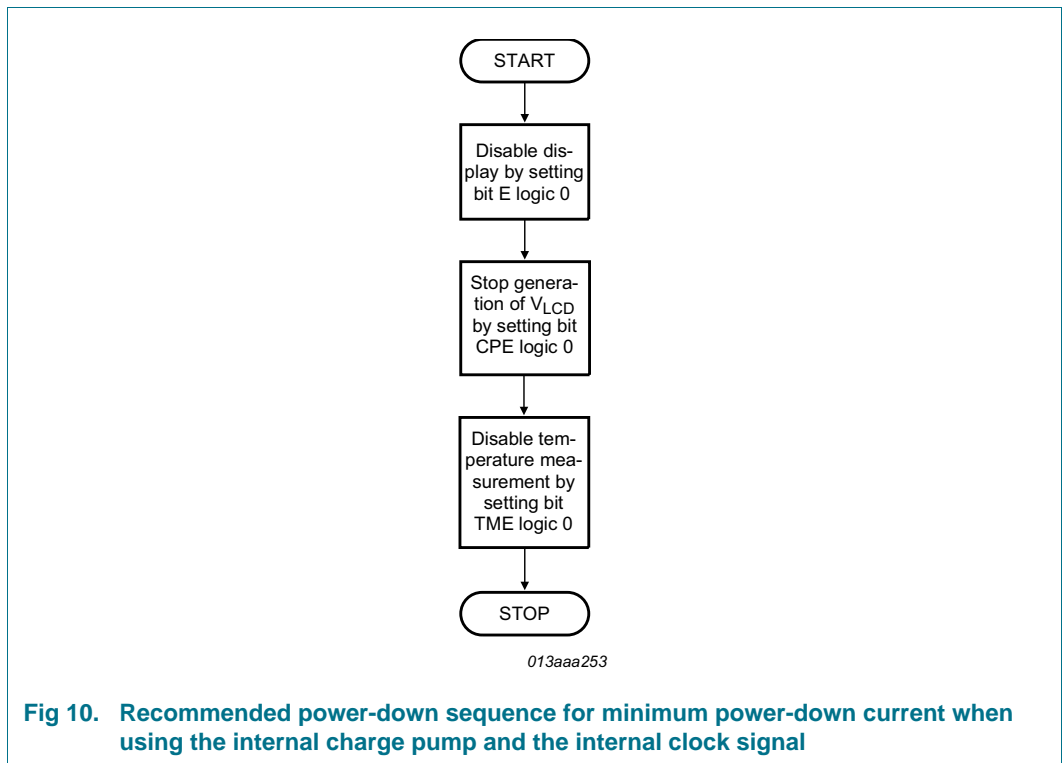 START
Disable dis-
play by setting
bit E logic 0
Stop genera-
tion of VLCD
by setting bit
CPE logic 0
Disable tem-
perature mea-
surement by
setting bit
TME logic 0
STOP
013aaa253
Fig 10. Recommended power-down sequence for minimum power-down current when
using the internal charge pump and the internal clock signal